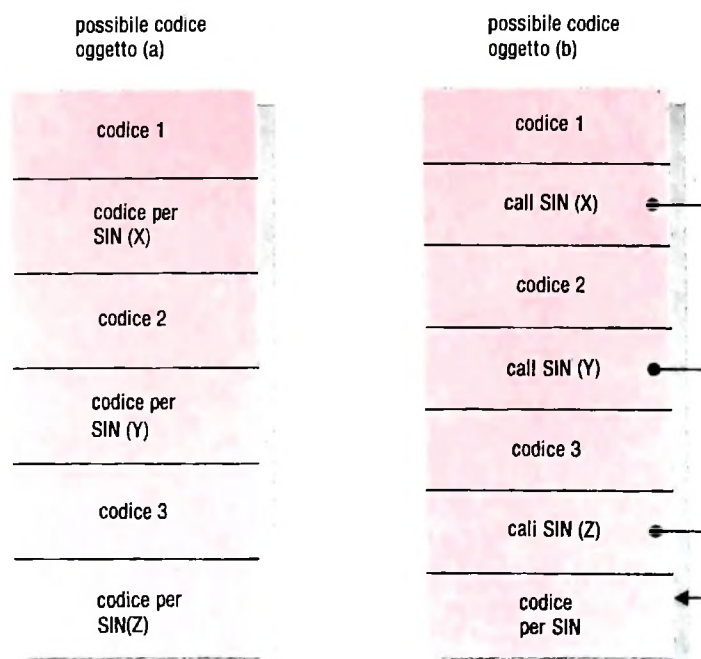 possibile codice
oggetto (a)
codice 1
codice per
SIN (X)
codice 2
codice per
SIN (Y)
codice 3
codice per
SIN(Z)
possibile codice
oggetto (b)
codice 1
call SIN (X)
codice 2
call SIN (Y)
codice 3
cali SIN (Z)
codice
per SIN